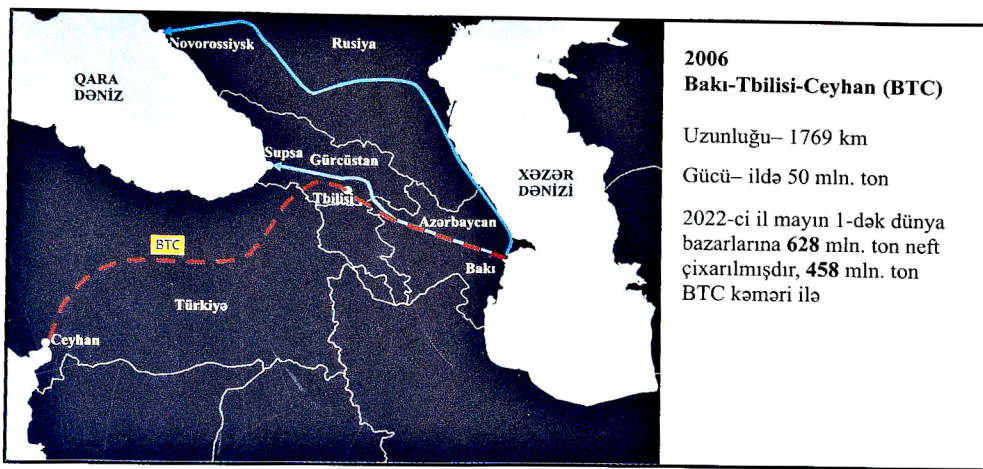 Novorossiysk
Rusiya
QARA
DƏNİZ
Supsa
Gürcüstan
Tbilisi
XƏZƏR
DƏNİZİ
Azərbaycan
BTC
Bakı
Türkiyə
Ceyhan
2006
Bakı-Tbilisi-Ceyhan (BTC)
Uzunluğu– 1769 km
Gücü– ildə 50 mln. ton
2022-ci il mayın 1-dək dünya
bazarlarına 628 mln. ton neft
çixarılmışdır, 458 mln. ton
BTC kəməri ilə